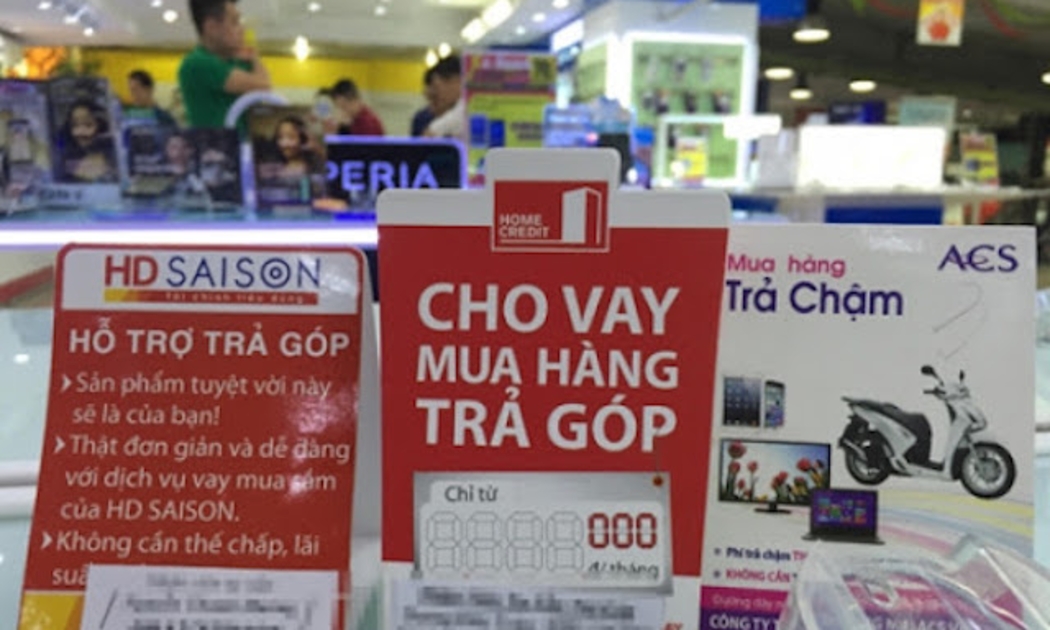 PERIA
HD SAISON
Tài chính tiêu dùng
HỖ TRỢ TRẢ GÓP
Sản phẩm tuyệt vời này
sẽ là của bạn!
Thật đơn giản và dễ dàng
với dịch vụ vay mua sắm
của HD SAISON.
Không cần thế chấp, lãi
HOME
CREDIT
CHO VAY
MUA HÀNG
TRẢ GÓP
Chỉ từ
000
đ/tháng
ACS
Mua hàng
Trả Chậm
Phí trả chậm
KHÔNG CẦN
CÔNG TY